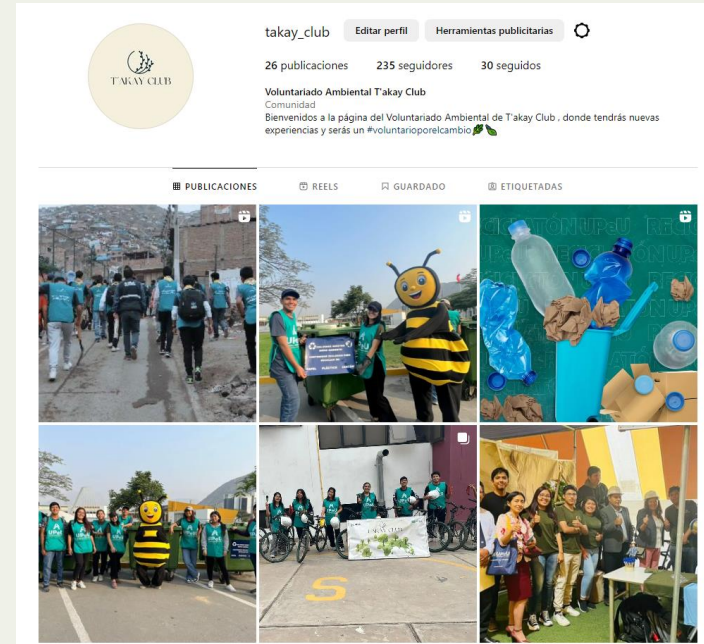 takay_club Editar perfil Herramientas publicitarias
26 publicaciones 235 seguidores 30 seguidos
Voluntariado Ambiental T'akay Club
Comunidad
Bienvenidos a la página del Voluntariado Ambiental de T'akay Club , donde tendrás nuevas
experiencias y serás un #voluntarioporelcambio
T'AKAY CLUB
PUBLICACIONES REELS GUARDADO ETIQUETADAS
TAKAY CLUB
S